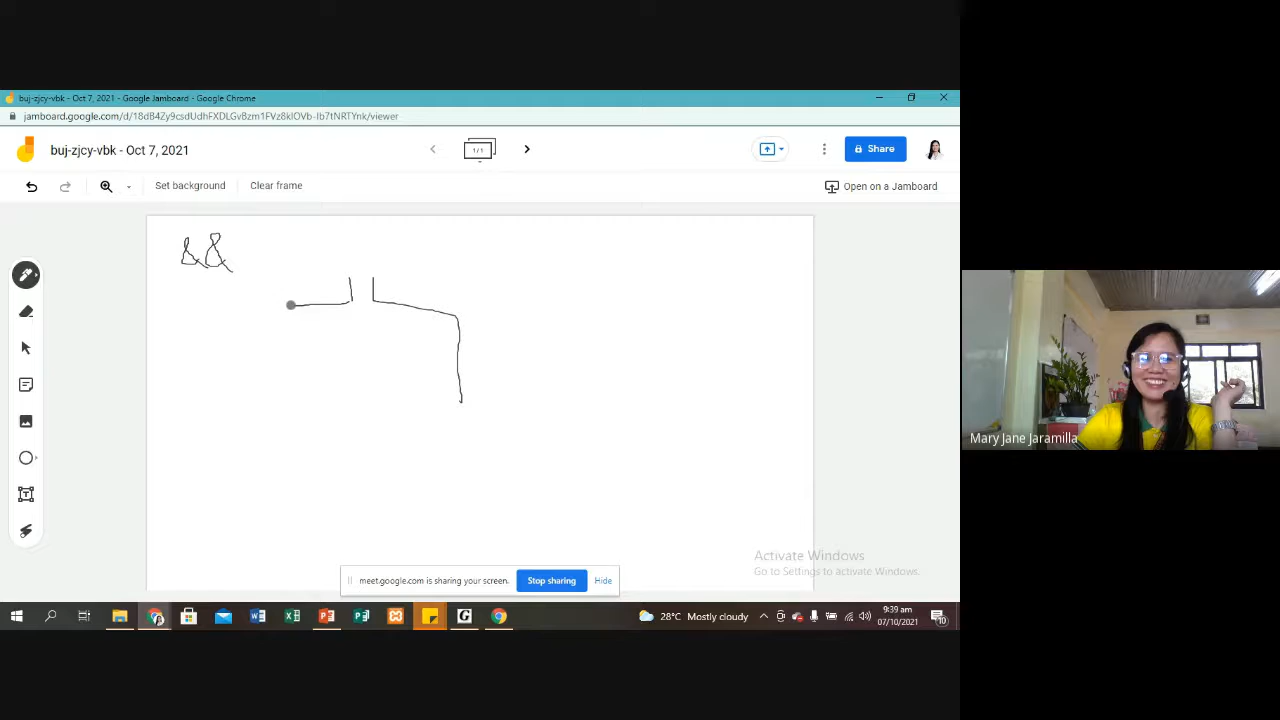 buj-zjcy-vbk - Oct 7, 2021 - Google Jamboard - Google Chrome
jamboard.google.com/d/18dB4Zy9csdUdhFXDLGvBzm1FVz8kIOVb-Ib7tNRTYnk/viewer
buj-zjcy-vbk - Oct 7, 2021
1/1
Share
Set background
Clear frame
Open on a Jamboard
&&
Mary Jane Jaramilla
Activate Windows
Go to Settings to activate Windows.
meet.google.com is sharing your screen.
Stop sharing
Hide
28°C Mostly cloudy
9:39 am
07/10/2021
10